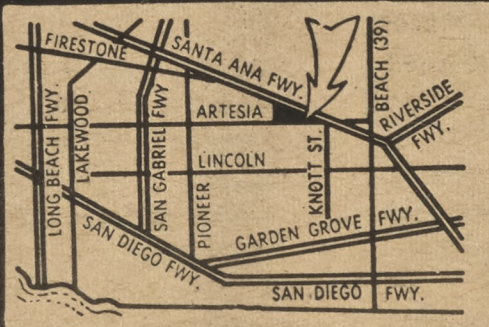 FIRESTONE
SANTA ANA FWY.
BEACH (39)
RIVERSIDE
FWY.
LONG BEACH FWY.
LAKEWOOD
SAN GABRIEL FWY
ARTESIA
LINCOLN
PIONEER
KNOTT ST.
SAN DIEGO FWY.
GARDEN GROVE FWY.
SAN DIEGO FWY.